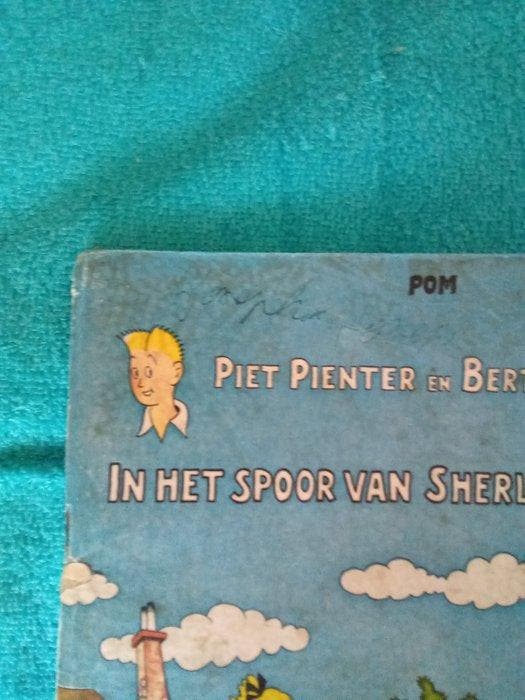 POM
PIET PIENTER EN BERT
IN HET SPOOR VAN SHERL